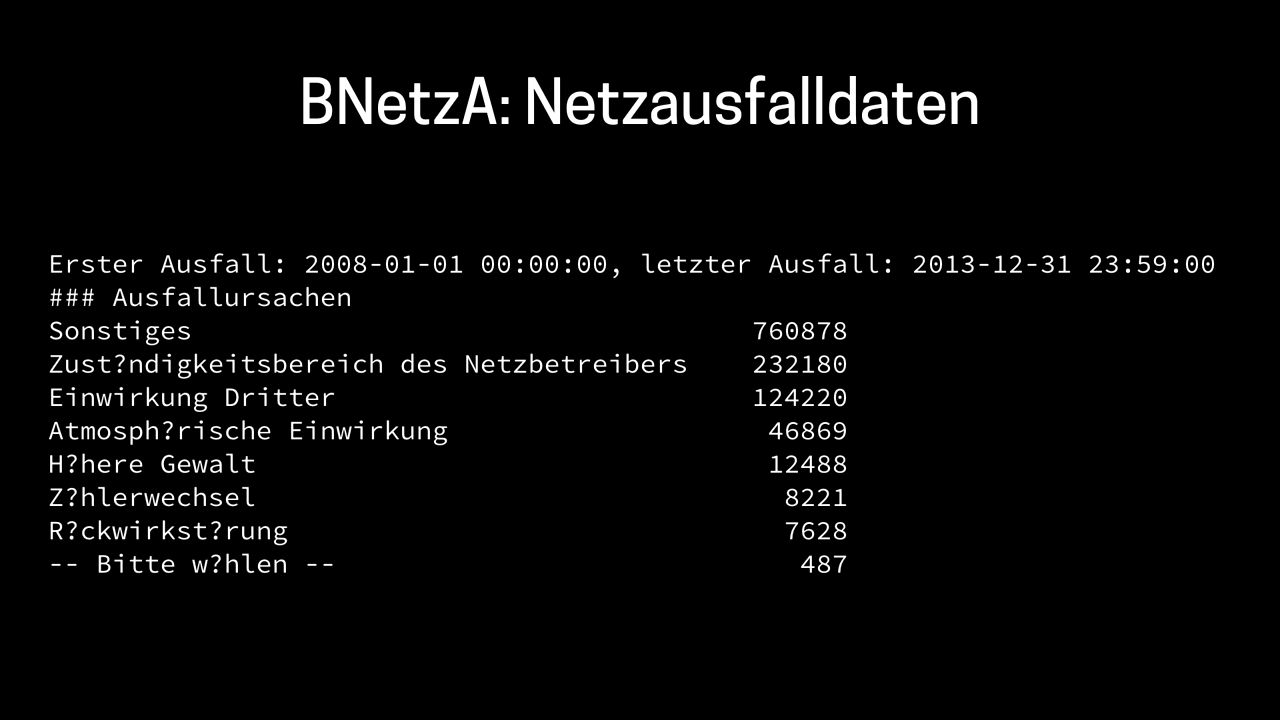 BNetzA: Netzausfalldaten
Erster Ausfall: 2008-01-01 00:00:00, letzter Ausfall: 2013-12-31 23:59:00
### Ausfallursachen
Sonstiges 760878
Zust?ndigkeitsbereich des Netzbetreibers 232180
Einwirkung Dritter 124220
Atmosph?rische Einwirkung 46869
H?here Gewalt 12488
Z?hlerwechsel 8221
R?ckwirkst?rung 7628
-- Bitte w?hlen -- 487